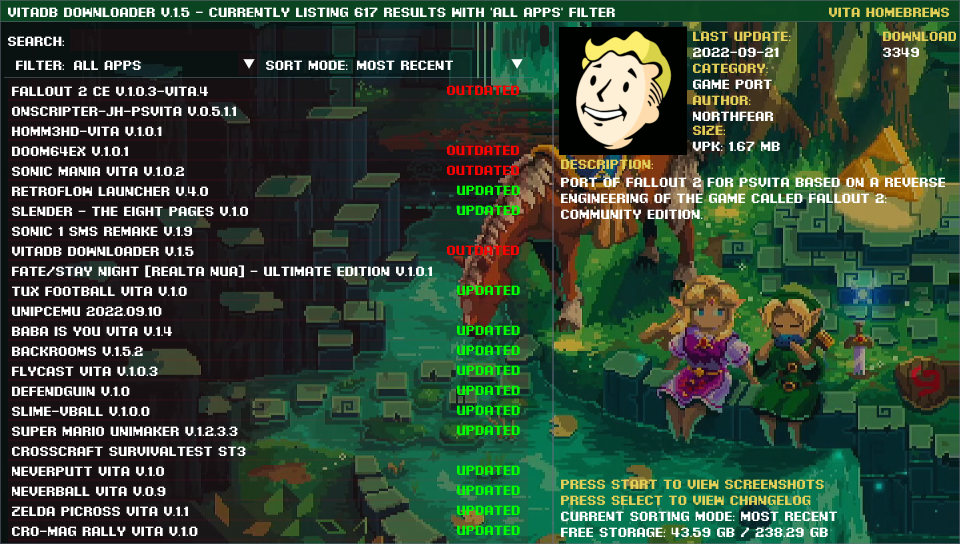 VITADB DOWNLOADER V.1.5 - CURRENTLY LISTING 617 RESULTS WITH 'ALL APPS' FILTER
VITA HOMEBREWS
SEARCH:
FILTER: ALL APPS
SORT MODE: MOST RECENT
FALLOUT 2 CE V.1.0.3-VITA.4 OUTDATED
ONSCRIPTER-JH-PSVITA V.0.5.1.1
HOMM3HD-VITA V.1.0.1
DOOM64EX V.1.0.1 OUTDATED
SONIC MANIA VITA V.1.0.2 OUTDATED
RETROFLOW LAUNCHER V.4.0 UPDATED
SLENDER - THE EIGHT PAGES V.1.0 UPDATED
SONIC 1 SMS REMAKE V.1.9
VITADB DOWNLOADER V.1.5 OUTDATED
FATE/STAY NIGHT [REALTA NUA] - ULTIMATE EDITION V.1.0.1
TUX FOOTBALL VITA V.1.0 UPDATED
UNIPCEMU 2022.09.10
BABA IS YOU VITA V.1.4 UPDATED
BACKROOMS V.1.5.2 UPDATED
FLYCAST VITA V.1.0.3 UPDATED
DEFENDGUIN V.1.0 UPDATED
SLIME-VBALL V.1.0.0 UPDATED
SUPER MARIO UNIMAKER V.1.2.3.3 UPDATED
CROSSCRAFT SURVIVALTEST ST3
NEVERPUTT VITA V.1.0 UPDATED
NEVERBALL VITA V.0.9 UPDATED
ZELDA PICROSS VITA V.1.1 UPDATED
CRO-MAG RALLY VITA V.1.0 UPDATED
LAST UPDATE:
2022-09-21
DOWNLOAD
3349
CATEGORY:
GAME PORT
AUTHOR:
NORTHFEAR
SIZE:
VPK: 1.67 MB
DESCRIPTION:
PORT OF FALLOUT 2 FOR PSVITA BASED ON A REVERSE
ENGINEERING OF THE GAME CALLED FALLOUT 2:
COMMUNITY EDITION.
PRESS START TO VIEW SCREENSHOTS
PRESS SELECT TO VIEW CHANGELOG
CURRENT SORTING MODE: MOST RECENT
FREE STORAGE: 43.59 GB / 238.29 GB